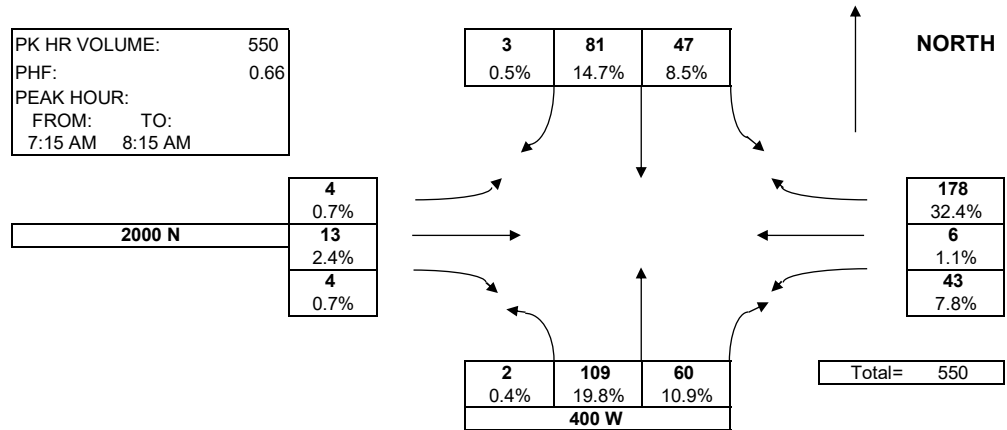 PK HR VOLUME: 550
PHF: 0.66
PEAK HOUR:
FROM: TO:
7:15 AM 8:15 AM
3 81 47
0.5% 14.7% 8.5%
NORTH
4
0.7%
13
2.4%
4
0.7%
2000 N
178
32.4%
6
1.1%
43
7.8%
2 109 60
0.4% 19.8% 10.9%
400 W
Total= 550